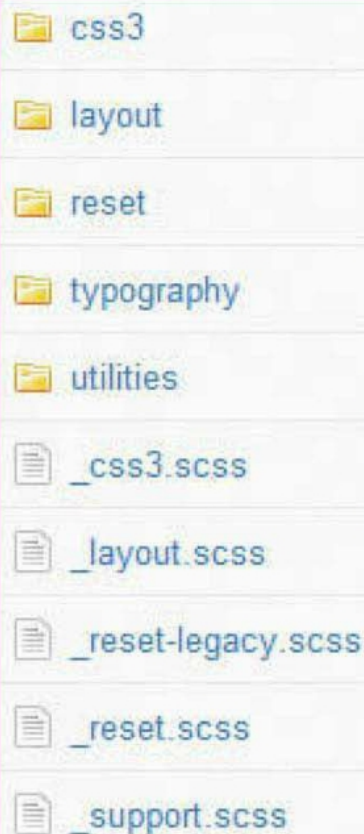 css3
layout
reset
typography
utilities
_css3.scss
_layout.scss
_reset-legacy.scss
_reset.scss
_support.scss